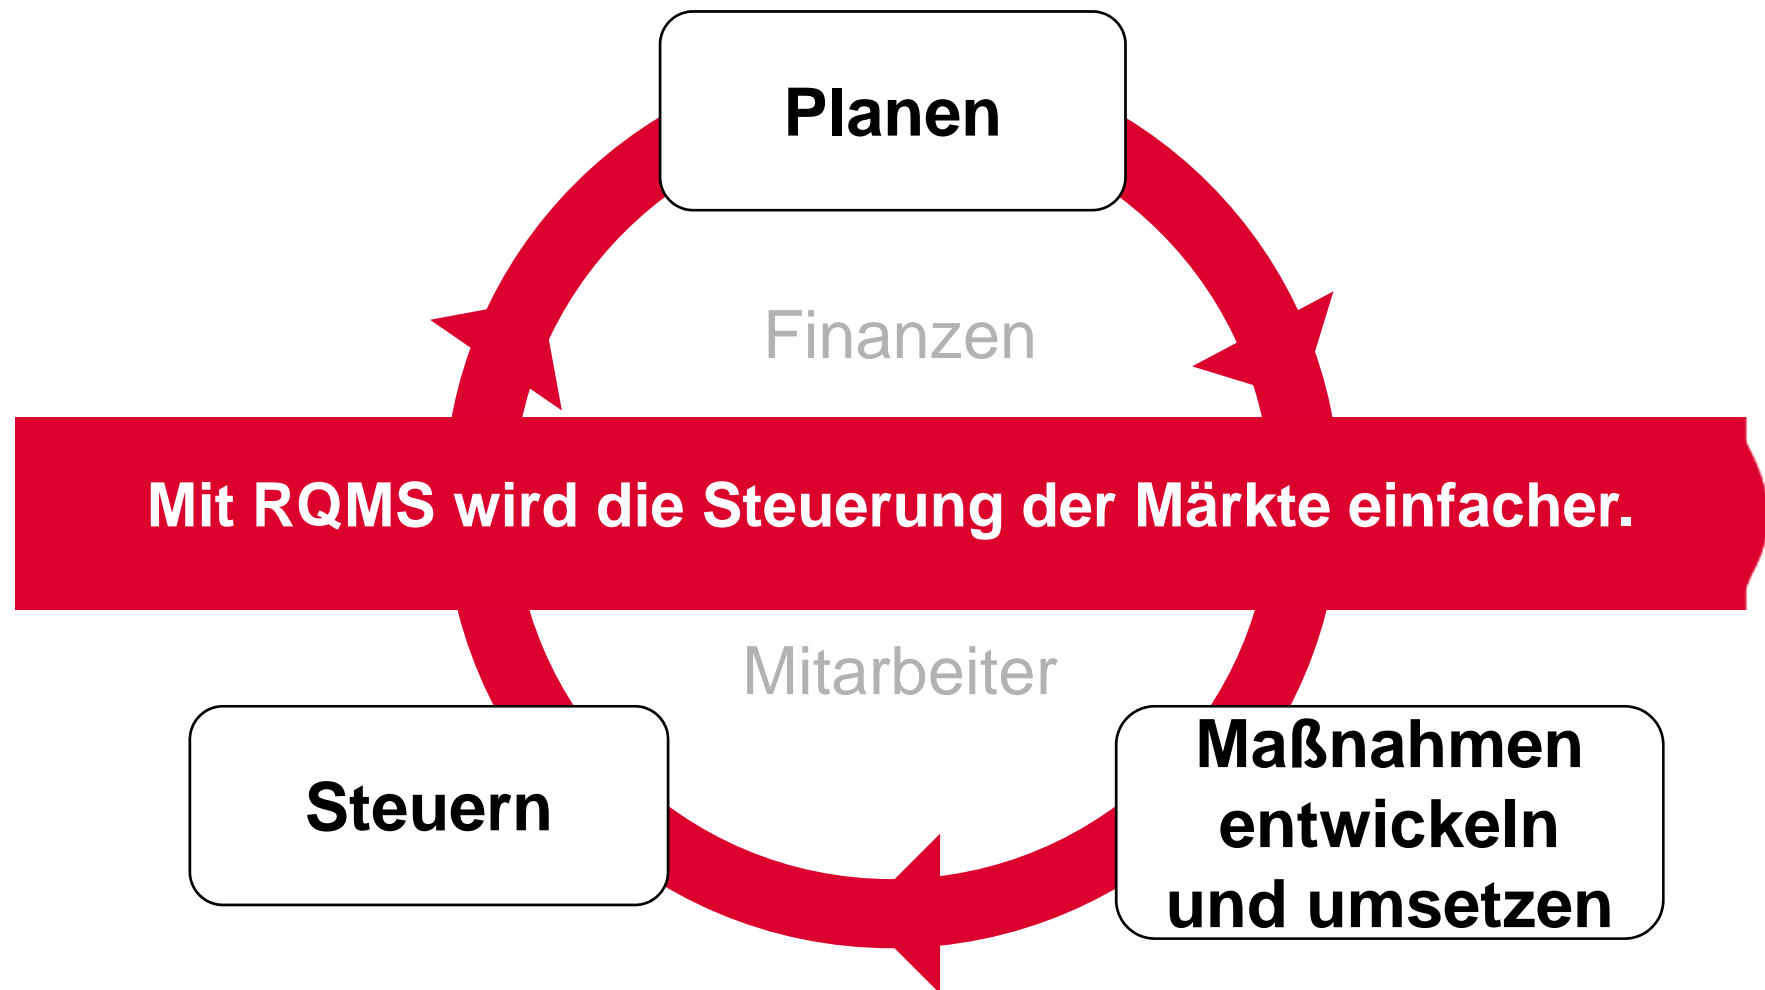 Planen
Finanzen
Mit RQMS wird die Steuerung der Märkte einfacher.
Mitarbeiter
Steuern
Maßnahmen
entwickeln
und umsetzen